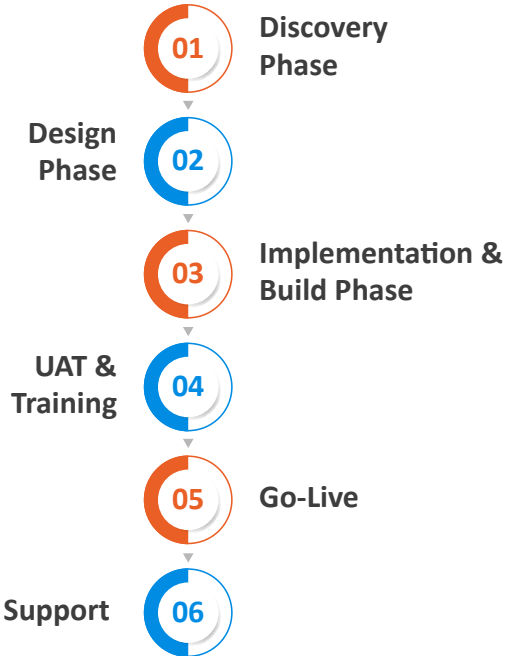 01
Discovery
Phase
Design
Phase
02
03
Implementation &
Build Phase
UAT &
Training
04
05
Go-Live
Support
06